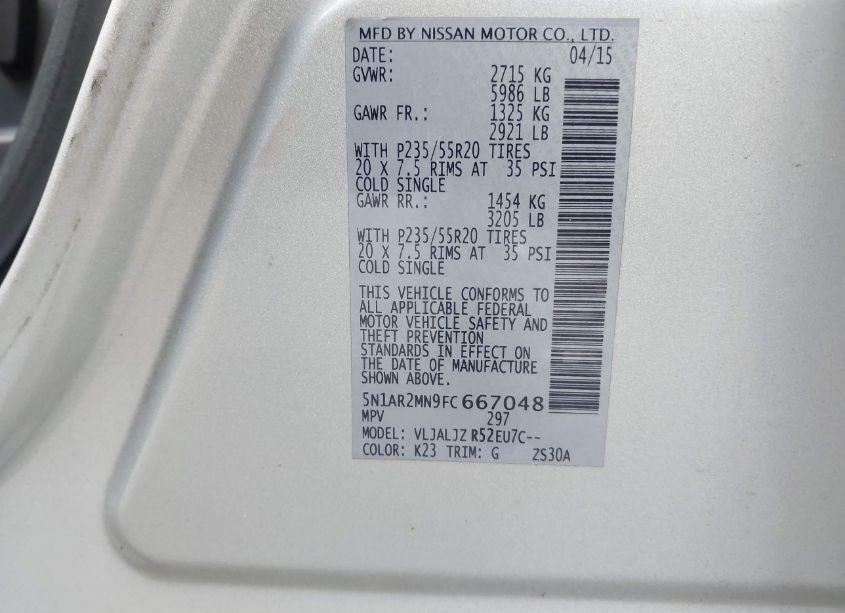 MFD BY NISSAN MOTOR CO., LTD.
DATE: 04/15
GVWR: 2715 KG
5986 LB
GAWR FR.: 1325 KG
2921 LB
WITH P235/55R20 TIRES
20 X 7.5 RIMS AT 35 PSI
COLD SINGLE
GAWR RR.: 1454 KG
3205 LB
WITH P235/55R20 TIRES
20 X 7.5 RIMS AT 35 PSI
COLD SINGLE
THIS VEHICLE CONFORMS TO
ALL APPLICABLE FEDERAL
MOTOR VEHICLE SAFETY AND
THEFT PREVENTION
STANDARDS IN EFFECT ON
THE DATE OF MANUFACTURE
SHOWN ABOVE.
5N1AR2MN9FC667048
MPV 297
MODEL: VLJALJZ R52EU7C--
COLOR: K23 TRIM: G ZS30A